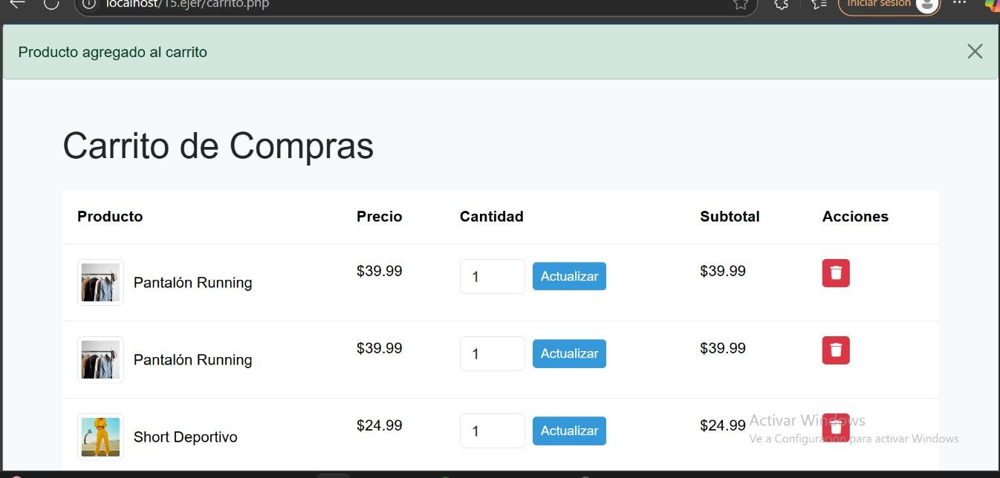 localhost/15.ejer/carrito.php
Iniciar sesión
Producto agregado al carrito
Carrito de Compras
Producto Precio Cantidad Subtotal Acciones
Pantalón Running $39.99 1 Actualizar $39.99
Pantalón Running $39.99 1 Actualizar $39.99
Short Deportivo $24.99 1 Actualizar $24.99
Activar Windows
Ve a Configuración para activar Windows.